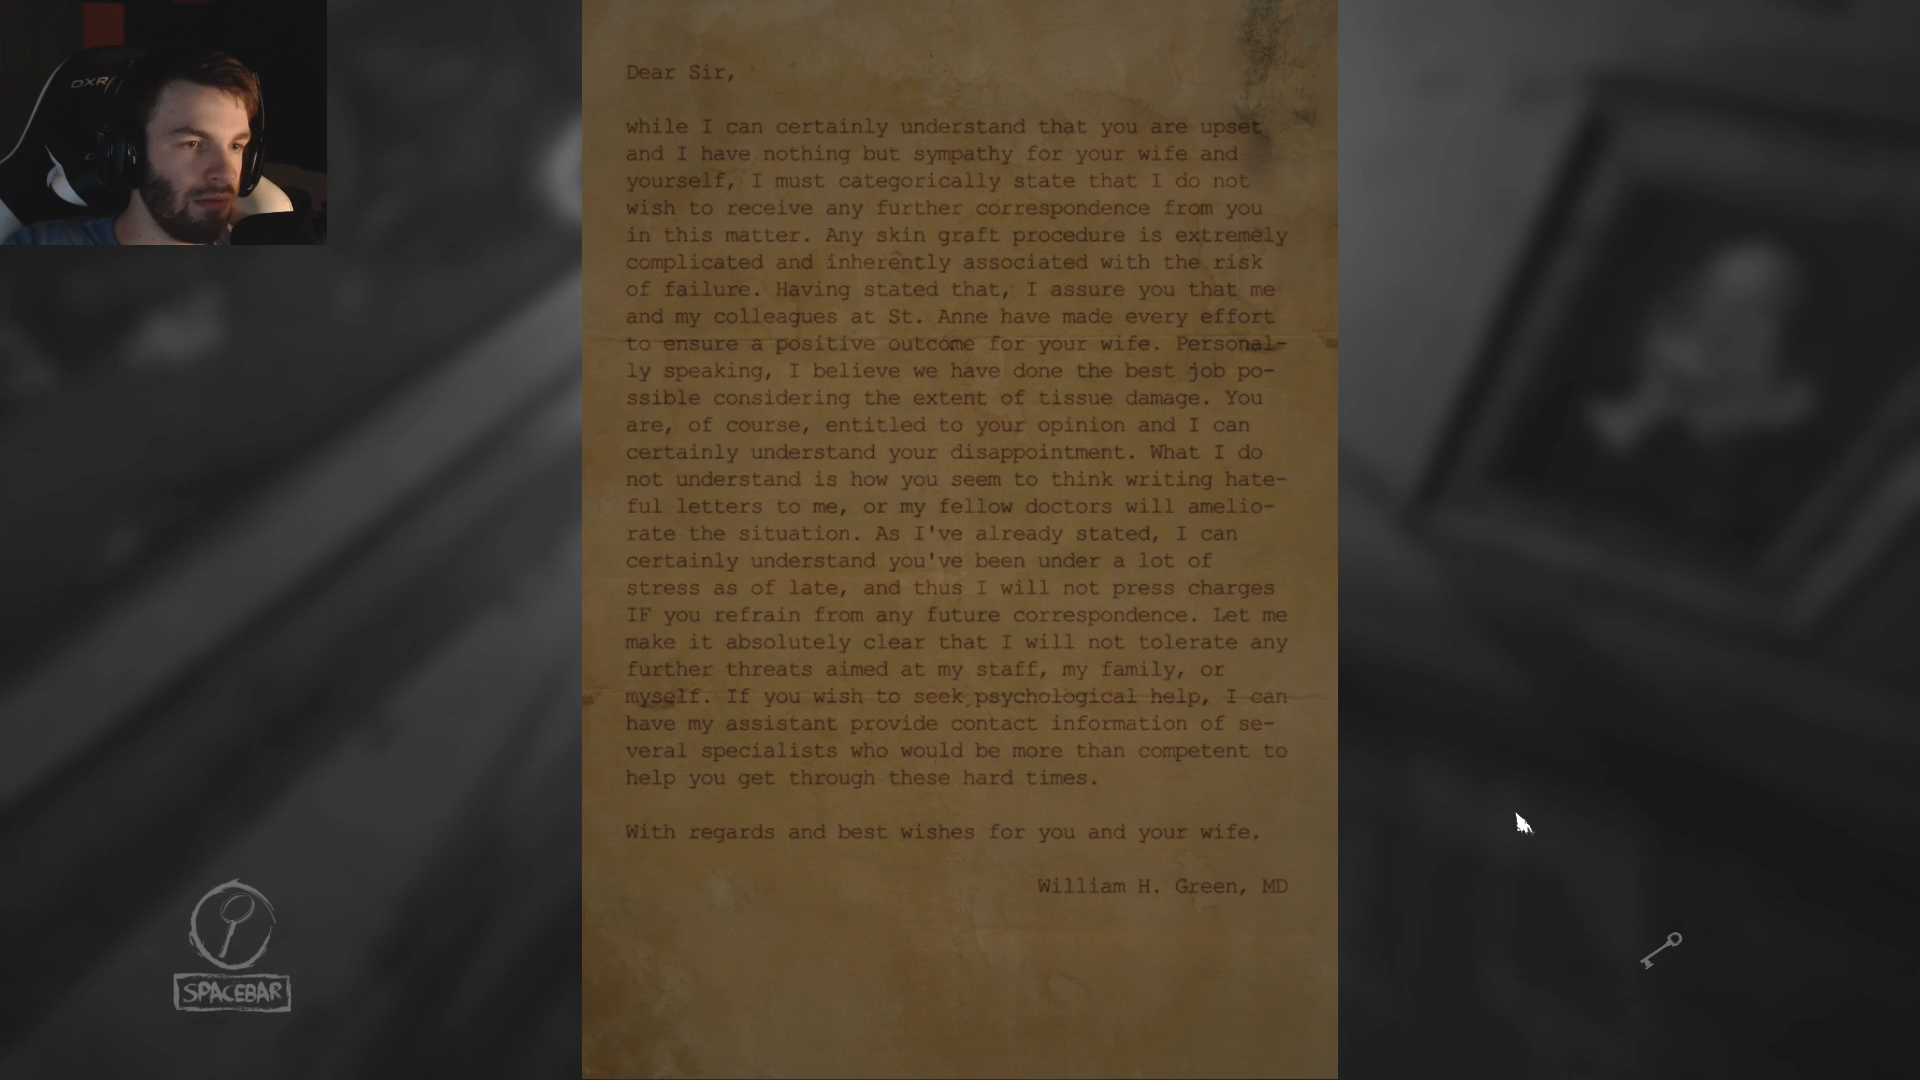 DXR
Dear Sir,
while I can certainly understand that you are upset
and I have nothing but sympathy for your wife and
yourself, I must categorically state that I do not
wish to receive any further correspondence from you
in this matter. Any skin graft procedure is extremely
complicated and inherently associated with the risk
of failure. Having stated that, I assure you that me
and my colleagues at St. Anne have made every effort
to ensure a positive outcome for your wife. Personal-
ly speaking, I believe we have done the best job po-
ssible considering the extent of tissue damage. You
are, of course, entitled to your opinion and I can
certainly understand your disappointment. What I do
not understand is how you seem to think writing hate-
ful letters to me, or my fellow doctors will amelio-
rate the situation. As I've already stated, I can
certainly understand you've been under a lot of
stress as of late, and thus I will not press charges
IF you refrain from any future correspondence. Let me
make it absolutely clear that I will not tolerate any
further threats aimed at my staff, my family, or
myself. If you wish to seek psychological help, I can
have my assistant provide contact information of se-
veral specialists who would be more than competent to
help you get through these hard times.
With regards and best wishes for you and your wife,
William H. Green, MD
SPACEBAR